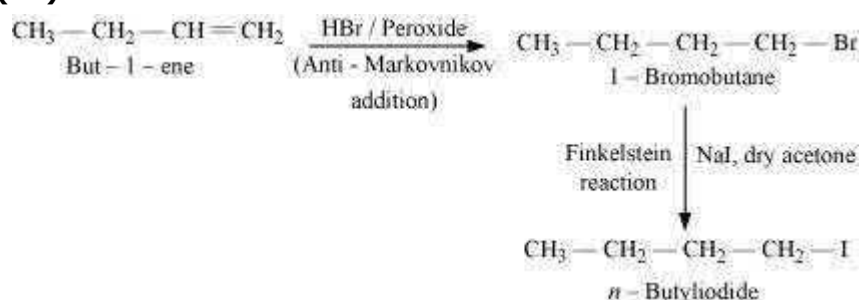 CH₃ — CH₂ — CH = CH₂
But – 1 – ene
HBr / Peroxide
(Anti - Markovnikov
addition)
CH₃ — CH₂ — CH₂ — CH₂ — Br
1 – Bromobutane
Finkelstein
reaction
NaI, dry acetone
CH₃ — CH₂ — CH₂ — CH₂ — I
n – Butyliodide